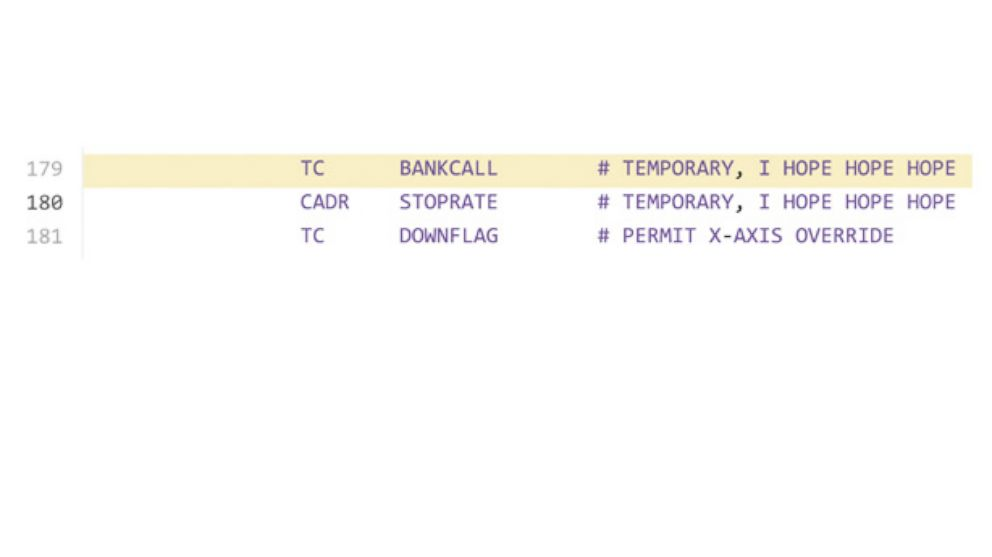 179 TC BANKCALL # TEMPORARY, I HOPE HOPE HOPE
180 CADR STOPRATE # TEMPORARY, I HOPE HOPE HOPE
181 TC DOWNFLAG # PERMIT X-AXIS OVERRIDE